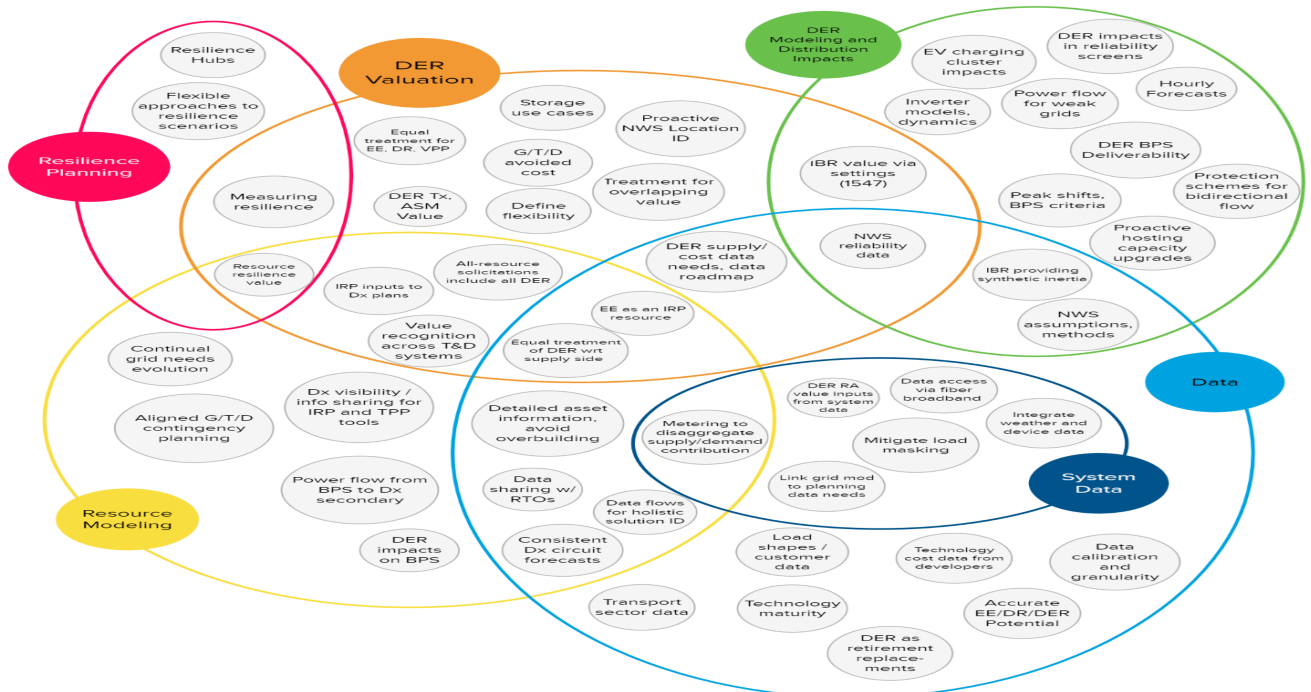 Resilience
Hubs
Flexible
approaches to
resilience
scenarios
Resilience
Planning
Measuring
resilience
Resource
resilience
value
DER
Valuation
Storage
use cases
Equal
treatment for
EE, DR, VPP
Proactive
NWS Location
ID
G/T/D
avoided
cost
DER Tx,
ASM
Value
Define
flexibility
Treatment for
overlapping
value
DER
Modeling and
Distribution
Impacts
EV charging
cluster
impacts
DER impacts
in reliability
screens
Hourly
Forecasts
Inverter
models,
dynamics
Power flow
for weak
grids
DER BPS
Deliverability
IBR value via
settings
(1547)
Peak shifts,
BPS criteria
Protection
schemes for
bidirectional
flow
NWS
reliability
data
Proactive
hosting
capacity
upgrades
IBR providing
synthetic inertia
NWS
assumptions,
methods
DER supply/
cost data
needs, data
roadmap
All-resource
solicitations
include all DER
IRP inputs to
Dx plans
EE as an IRP
resource
Value
recognition
across T&D
systems
Equal treatment
of DER wrt
supply side
Continual
grid needs
evolution
Aligned G/T/D
contingency
planning
Dx visibility /
info sharing for
IRP and TPP
tools
Power flow from
BPS to Dx
secondary
Resource
Modeling
DER
impacts
on BPS
Detailed asset
information,
avoid
overbuilding
Metering to
disaggregate
supply/demand
contribution
Data
sharing w/
RTOs
Data flows
for holistic
solution ID
Consistent
Dx circuit
forecasts
Data
DER RA
value inputs
from system
data
Data access
via fiber
broadband
Integrate
weather and
device data
Mitigate load
masking
Link grid mod
to planning
data needs
System
Data
Load
shapes /
customer
data
Technology
cost data from
developers
Data
calibration
and
granularity
Transport
sector data
Technology
maturity
Accurate
EE/DR/DER
Potential
DER as
retirement
replace-
ments